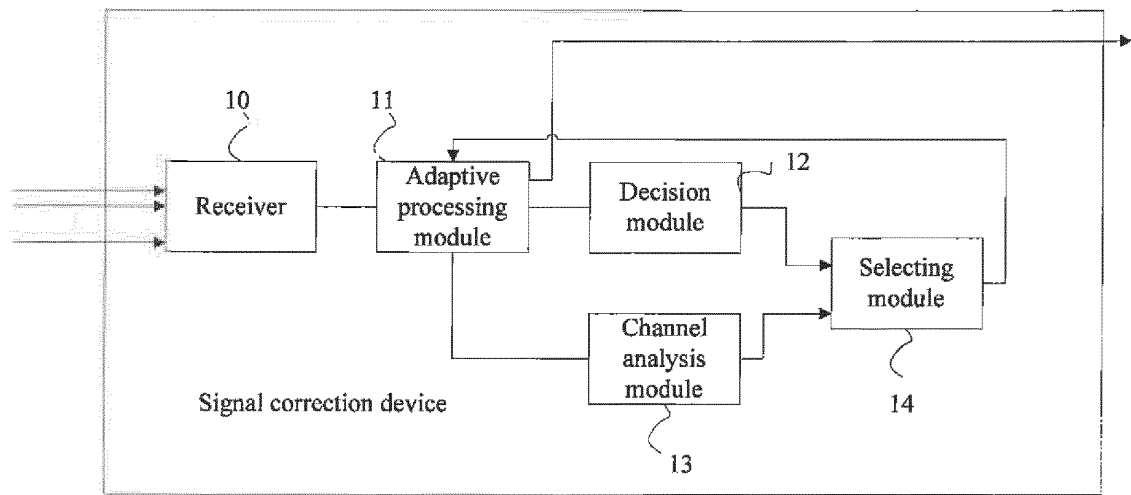 10
11
12
Receiver
Adaptive
processing
module
Decision
module
Selecting
module
Channel
analysis
module
Signal correction device
14
13